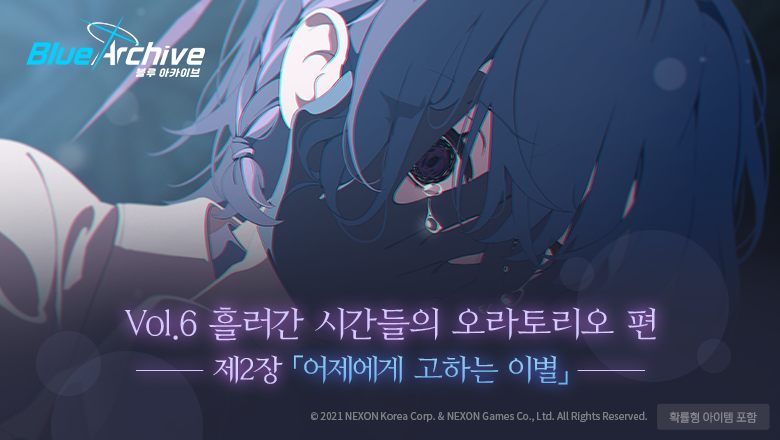 Blue Archive
블루 아카이브
Vol.6 흘러간 시간들의 오라토리오 편
제2장 「어제에게 고하는 이별」
© 2021 NEXON Korea Corp. & NEXON Games Co., Ltd. All Rights Reserved.
확률형 아이템 포함